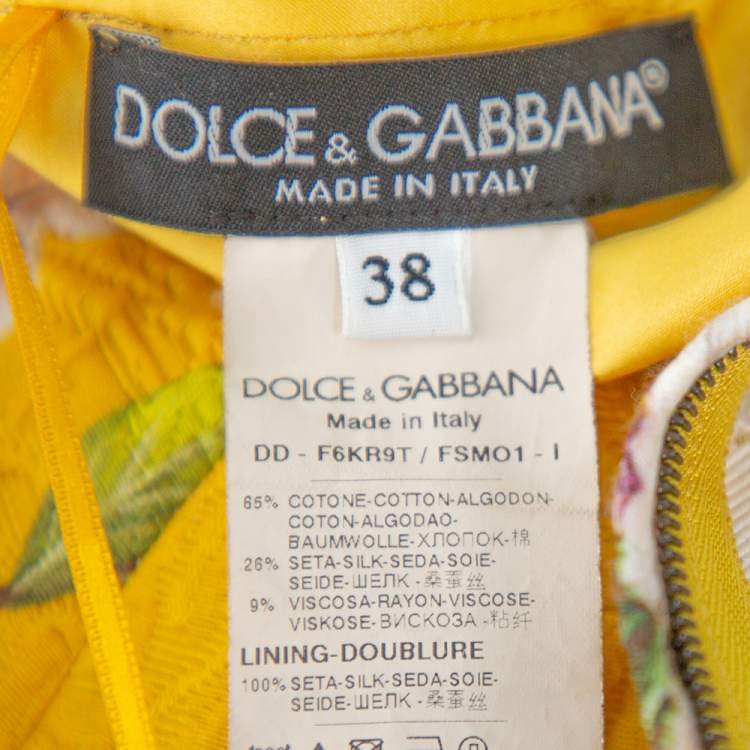 DOLCE & GABBANA®
MADE IN ITALY
38
DOLCE & GABBANA
Made in Italy
DD - F6KR9T / FSMO1 - I
65% COTONE-COTTON-ALGODON-
COTON-ALGODAO-
BAUMWOLLE-ХЛОПОК-棉
26% SETA-SILK-SEDA-SOIE-
SEIDE-ШЕЛК-桑蚕丝
9% VISCOSA-RAYON-VISCOSE-
VISKOSE-ВИСКОЗА-粘纤
LINING-DOUBLURE
100% SETA-SILK-SEDA-SOIE-
SEIDE-ШЕЛК-桑蚕丝